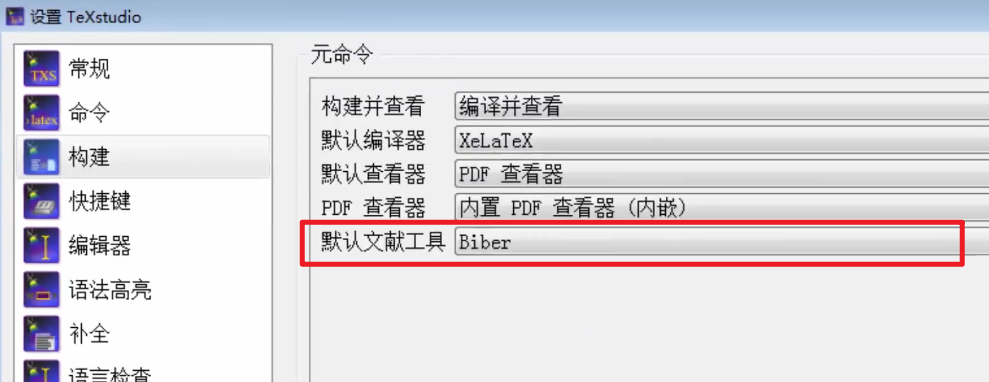 设置 TeXstudio
TXS 常规
›latex 命令
构建
快捷键
编辑器
语法高亮
补全
语言检查
元命令
构建并查看 编译并查看
默认编译器 XeLaTeX
默认查看器 PDF 查看器
PDF 查看器 内置 PDF 查看器 (内嵌)
默认文献工具 Biber